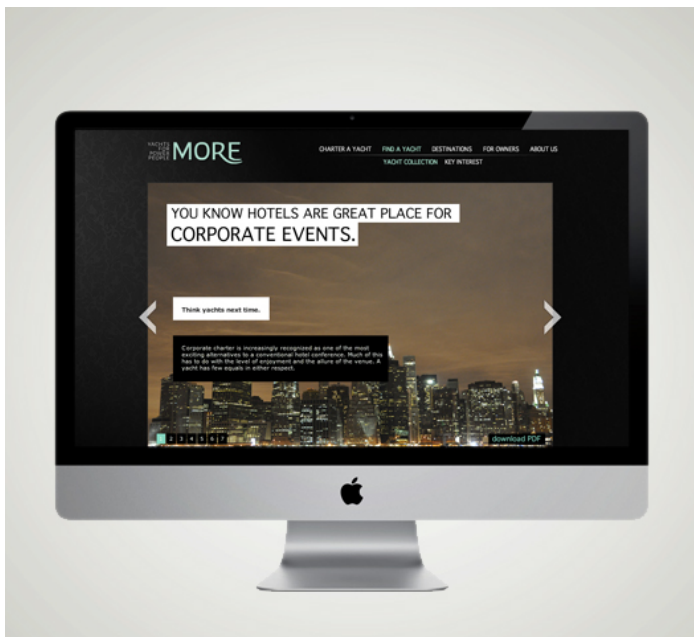 YACHTS
FOR
POWER
PEOPLE
MORE
CHARTER A YACHT FIND A YACHT DESTINATIONS FOR OWNERS ABOUT US
YACHT COLLECTION KEY INTEREST
YOU KNOW HOTELS ARE GREAT PLACE FOR
CORPORATE EVENTS.
Think yachts next time.
Corporate charter is increasingly recognized as one of the most
exciting alternatives to a conventional hotel conference. Much of this
has to do with the level of enjoyment and the allure of the venue. A
yacht has few equals in either respect.
1 2 3 4 5 6 7
download PDF